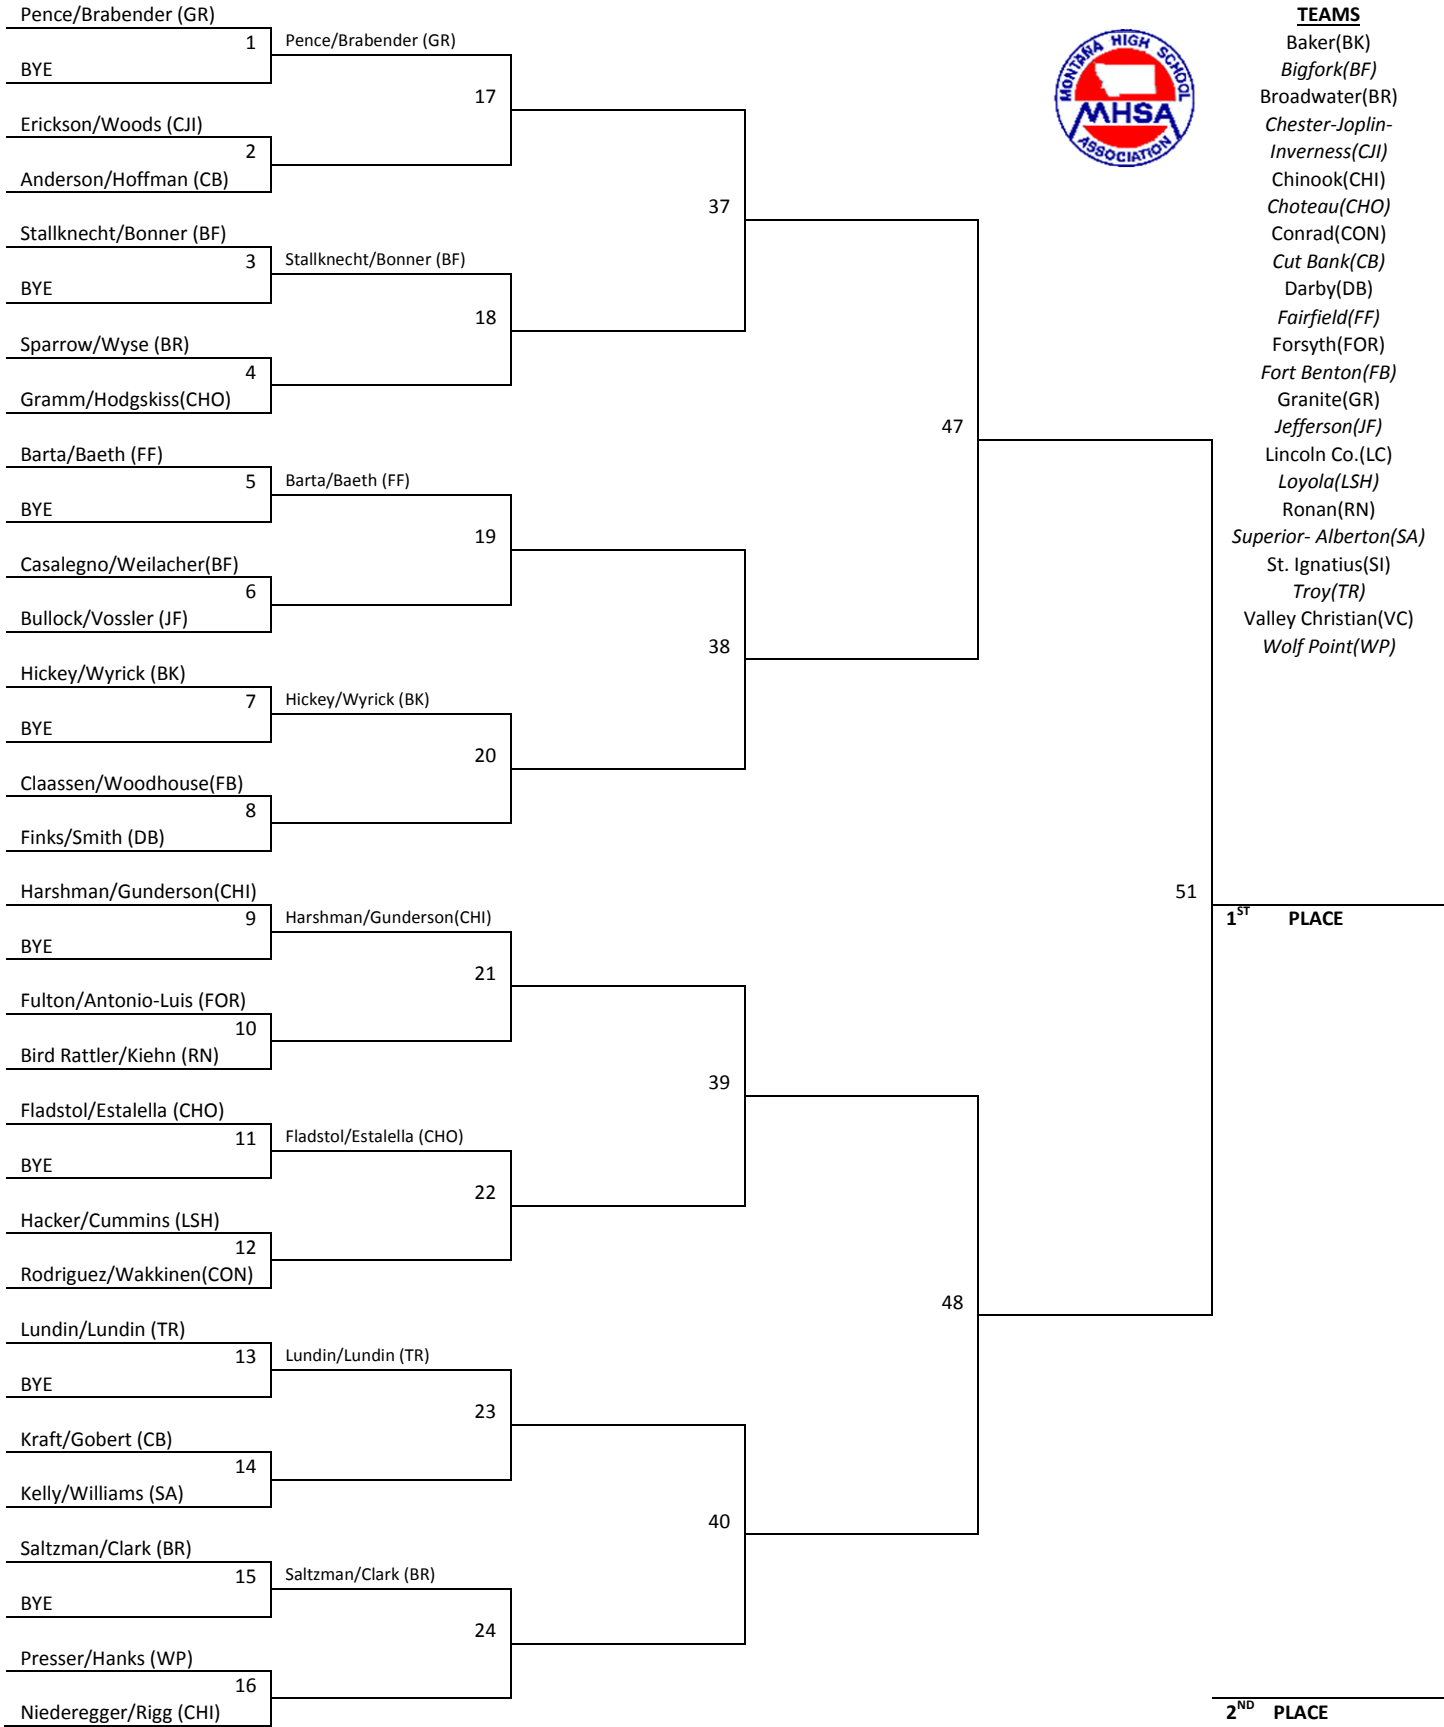 Pence/Brabender (GR)
1
BYE
Pence/Brabender (GR)
17
Erickson/Woods (CJI)
2
Anderson/Hoffman (CB)
37
Stallknecht/Bonner (BF)
3
BYE
Stallknecht/Bonner (BF)
18
Sparrow/Wyse (BR)
4
Gramm/Hodgskiss(CHO)
47
Barta/Baeth (FF)
5
BYE
Barta/Baeth (FF)
19
Casalegno/Weilacher(BF)
6
Bullock/Vossler (JF)
38
Hickey/Wyrick (BK)
7
BYE
Hickey/Wyrick (BK)
20
Claassen/Woodhouse(FB)
8
Finks/Smith (DB)
51
1ST PLACE
Harshman/Gunderson(CHI)
9
BYE
Harshman/Gunderson(CHI)
21
Fulton/Antonio-Luis (FOR)
10
Bird Rattler/Kiehn (RN)
39
Fladstol/Estalella (CHO)
11
BYE
Fladstol/Estalella (CHO)
22
Hacker/Cummins (LSH)
12
Rodriguez/Wakkinen(CON)
48
Lundin/Lundin (TR)
13
BYE
Lundin/Lundin (TR)
23
Kraft/Gobert (CB)
14
Kelly/Williams (SA)
40
Saltzman/Clark (BR)
15
BYE
Saltzman/Clark (BR)
24
Presser/Hanks (WP)
16
Niederegger/Rigg (CHI)
2ND PLACE
MONTANA HIGH SCHOOL
MHSA
ASSOCIATION
TEAMS
Baker(BK)
Bigfork(BF)
Broadwater(BR)
Chester-Joplin-
Inverness(CJI)
Chinook(CHI)
Choteau(CHO)
Conrad(CON)
Cut Bank(CB)
Darby(DB)
Fairfield(FF)
Forsyth(FOR)
Fort Benton(FB)
Granite(GR)
Jefferson(JF)
Lincoln Co.(LC)
Loyola(LSH)
Ronan(RN)
Superior- Alberton(SA)
St. Ignatius(SI)
Troy(TR)
Valley Christian(VC)
Wolf Point(WP)